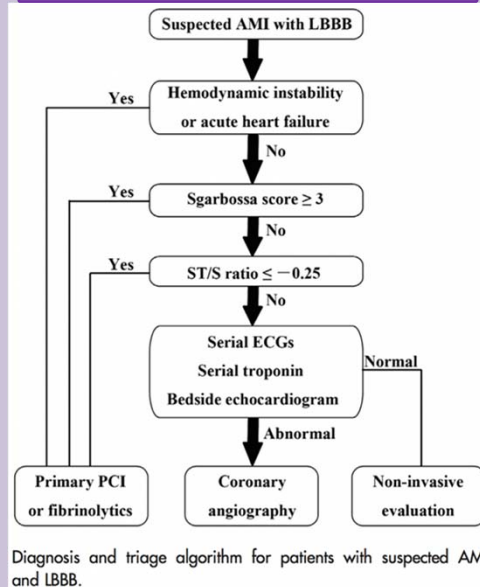 Suspected AMI with LBBB
Hemodynamic instability
or acute heart failure
Yes
No
Sgarbossa score ≥ 3
Yes
No
ST/S ratio ≤ −0.25
Yes
No
Serial ECGs
Serial troponin
Bedside echocardiogram
Normal
Abnormal
Primary PCI
or fibrinolytics
Coronary
angiography
Non-invasive
evaluation
Diagnosis and triage algorithm for patients with suspected AM
and LBBB.